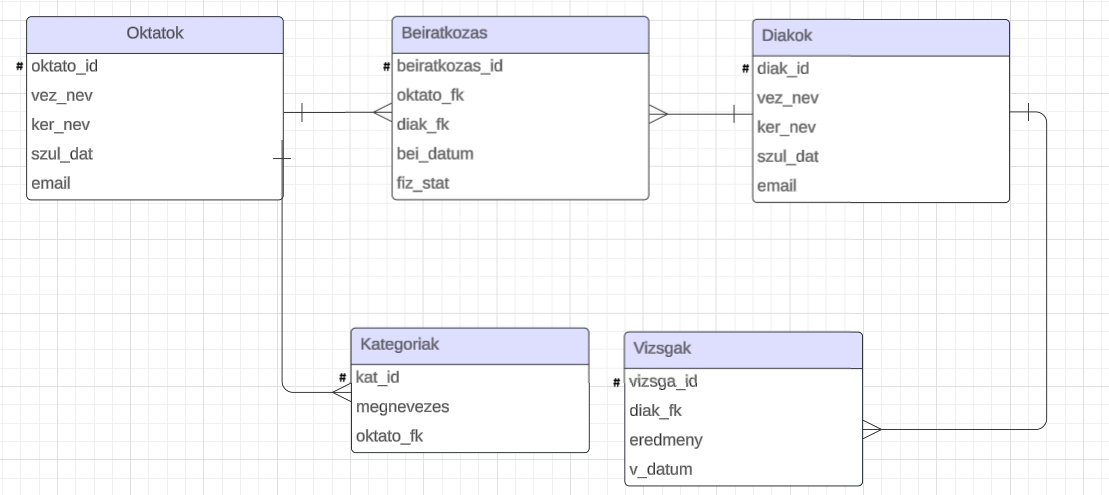 Oktatok
# oktato_id
vez_nev
ker_nev
szul_dat
email
Beiratkozas
# beiratkozas_id
oktato_fk
diak_fk
bei_datum
fiz_stat
Diakok
# diak_id
vez_nev
ker_nev
szul_dat
email
Kategoriak
# kat_id
megnevezes
oktato_fk
Vizsgak
# vizsga_id
diak_fk
eredmeny
v_datum